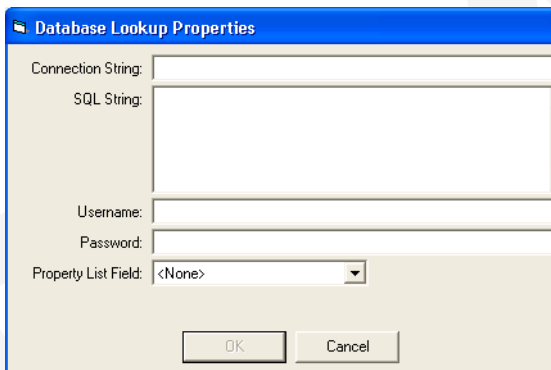 Database Lookup Properties
Connection String:
SQL String:
Username:
Password:
Property List Field: <None>
OK Cancel